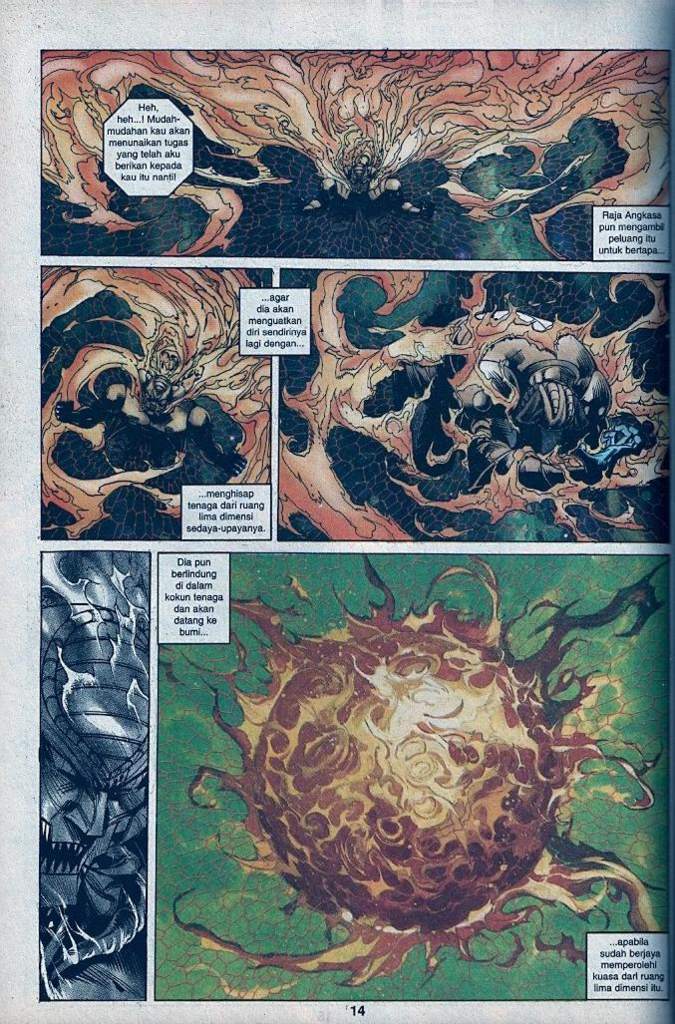 Heh,
heh...! Mudah-
mudahan kau akan
menunaikan tugas
yang telah aku
berikan kepada
kau itu nanti!
Raja Angkasa
pun mengambil
peluang itu
untuk bertapa...
...agar
dia akan
menguatkan
diri sendirinya
lagi dengan...
...menghisap
tenaga dari ruang
lima dimensi
sedaya-upayanya.
Dia pun
berlindung
di dalam
kokun tenaga
dan akan
datang ke
bumi...
...apabila
sudah berjaya
memperolehi
kuasa dari ruang
lima dimensi itu.
14